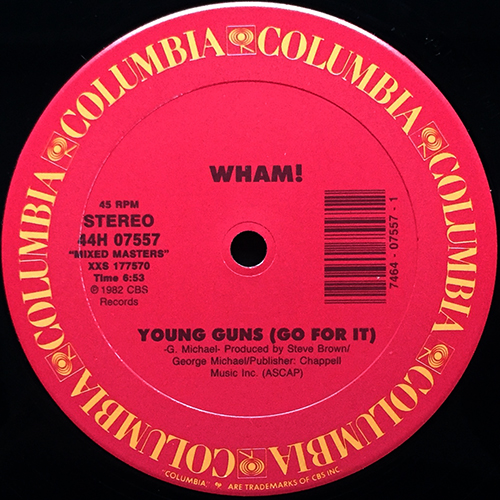 COLUMBIA COLUMBIA COLUMBIA COLUMBIA COLUMBIA COLUMBIA COLUMBIA
WHAM!
45 RPM
STEREO
44H 07557
"MIXED MASTERS"
XXS 177570
Time 6:53
℗ 1982 CBS
Records
7464 - 07557 - 1
YOUNG GUNS (GO FOR IT)
-G. Michael- Produced by Steve Brown/
George Michael/Publisher: Chappell
Music Inc. (ASCAP)
"COLUMBIA," ARE TRADEMARKS OF CBS INC.